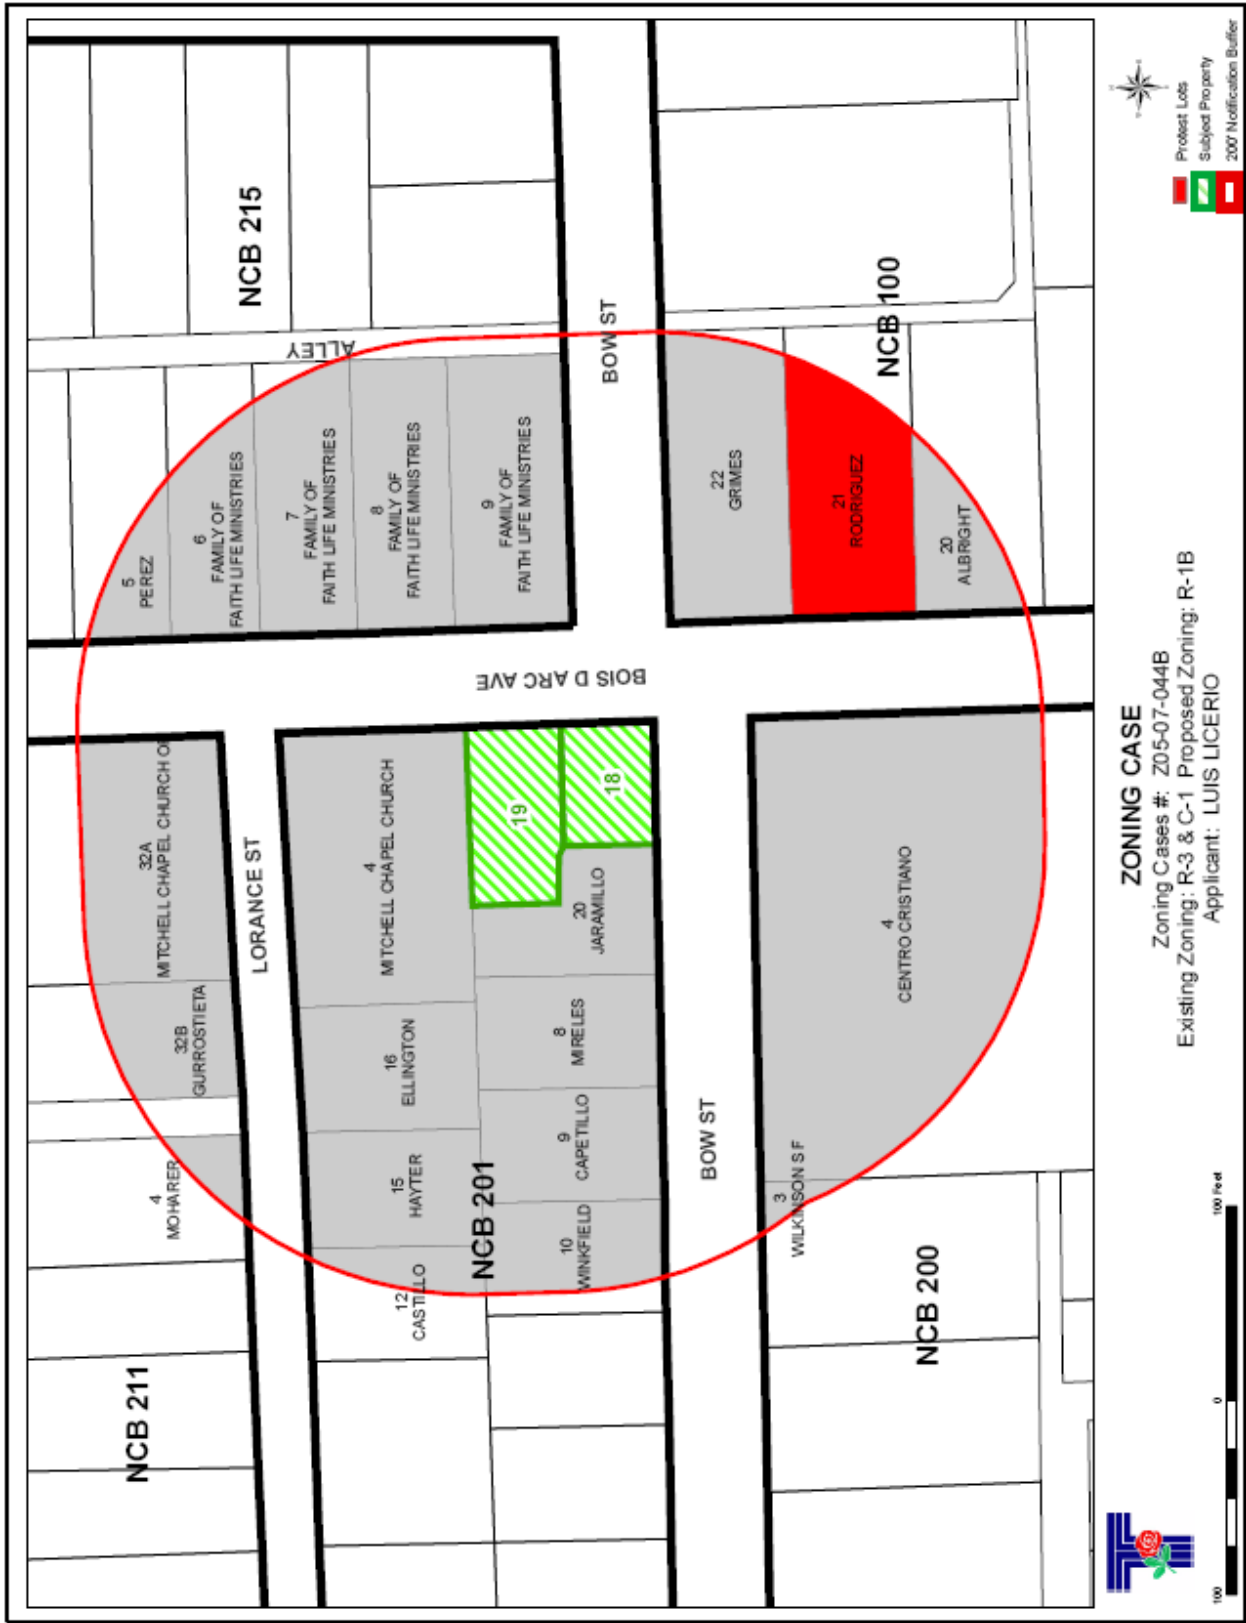 NCB 211
NCB 215
4
MOHARER
32B
GURROSTIETA
32A
MITCHELL CHAPEL CHURCH OF
5
PEREZ
6
FAMILY OF
FAITH LIFE MINISTRIES
7
FAMILY OF
FAITH LIFE MINISTRIES
8
FAMILY OF
FAITH LIFE MINISTRIES
9
FAMILY OF
FAITH LIFE MINISTRIES
ALLEY
LORANCE ST
BOIS D ARC AVE
12
CASTILLO
15
HAYTER
16
ELLINGTON
4
MITCHELL CHAPEL CHURCH
NCB 201
19
18
10
WINKFIELD
9
CAPETILLO
8
MIRELES
20
JARAMILLO
BOW ST
BOW ST
3
WILKINSON S F
4
CENTRO CRISTIANO
22
GRIMES
21
RODRIGUEZ
20
ALBRIGHT
NCB 200
NCB 100
ZONING CASE
Zoning Cases #: Z05-07-044B
Existing Zoning: R-3 & C-1 Proposed Zoning: R-1B
Applicant: LUIS LICERIO
100 0 100 Feet
Protest Lots
Subject Property
200' Notification Buffer